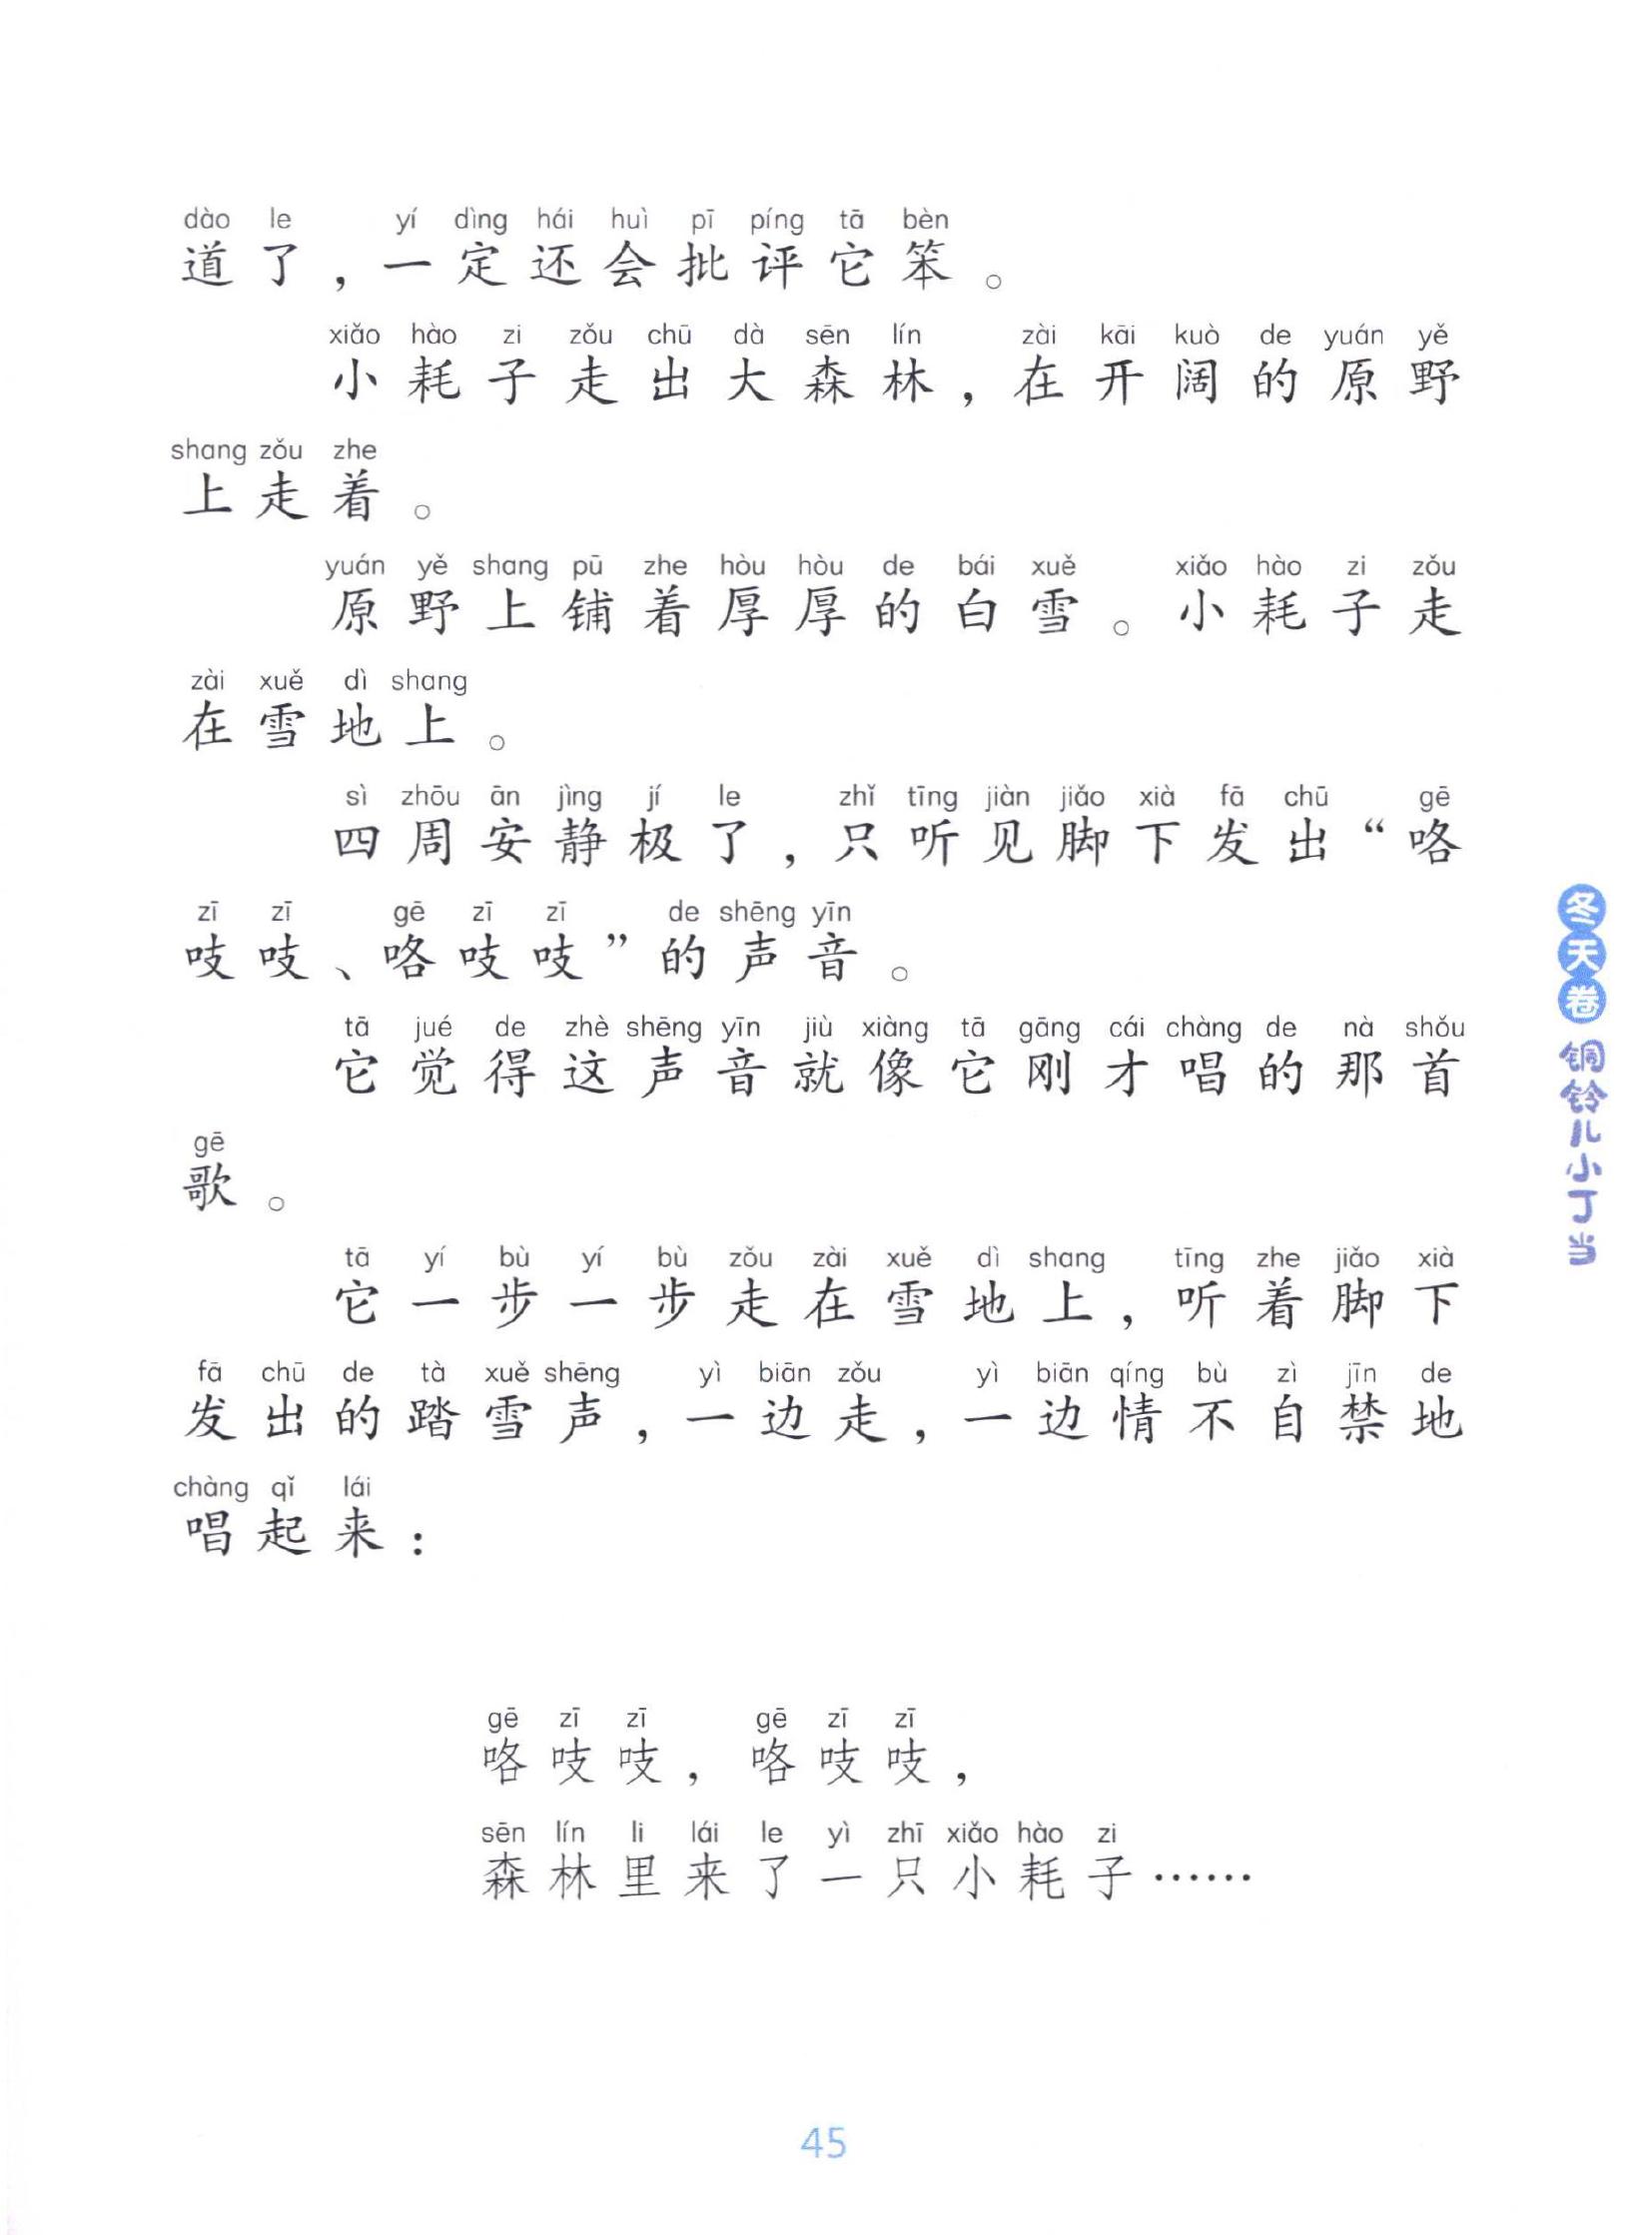 dào le yí dìng hái huì pī píng tā bèn
道了，一定还会批评它笨。
xiǎo hào zi zǒu chū dà sēn lín zài kāi kuò de yuán yě
小耗子走出大森林，在开阔的原野
shang zǒu zhe
上走着。
yuán yě shang pū zhe hòu hòu de bái xuě xiǎo hào zi zǒu
原野上铺着厚厚的白雪。小耗子走
zài xuě dì shang
在雪地上。
sì zhōu ān jìng jí le zhǐ tīng jiàn jiǎo xià fā chū gē
四周安静极了，只听见脚下发出“咯
zī zī gē zī zī de shēng yīn
吱吱、咯吱吱”的声音。
tā jué de zhè shēng yīn jiù xiàng tā gāng cái chàng de nà shǒu
它觉得这声音就像它刚才唱的那首
gē
歌。
tā yí bù yí bù zǒu zài xuě dì shang tīng zhe jiǎo xià
它一步一步走在雪地上，听着脚下
fā chū de tà xuě shēng yì biān zǒu yì biān qíng bù zì jīn de
发出的踏雪声，一边走，一边情不自禁地
chàng qǐ lái
唱起来：
gē zī zī gē zī zī
咯吱吱，咯吱吱，
sēn lín li lái le yì zhī xiǎo hào zi
森林里来了一只小耗子……
冬天卷 铜铃儿小丁当
45